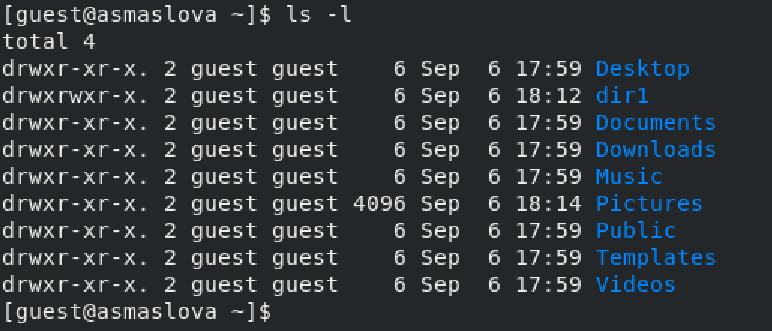 [guest@asmaslova ~]$ ls -l
total 4
drwxr-xr-x. 2 guest guest    6 Sep  6 17:59 Desktop
drwxrwxr-x. 2 guest guest    6 Sep  6 18:12 dir1
drwxr-xr-x. 2 guest guest    6 Sep  6 17:59 Documents
drwxr-xr-x. 2 guest guest    6 Sep  6 17:59 Downloads
drwxr-xr-x. 2 guest guest    6 Sep  6 17:59 Music
drwxr-xr-x. 2 guest guest 4096 Sep  6 18:14 Pictures
drwxr-xr-x. 2 guest guest    6 Sep  6 17:59 Public
drwxr-xr-x. 2 guest guest    6 Sep  6 17:59 Templates
drwxr-xr-x. 2 guest guest    6 Sep  6 17:59 Videos
[guest@asmaslova ~]$